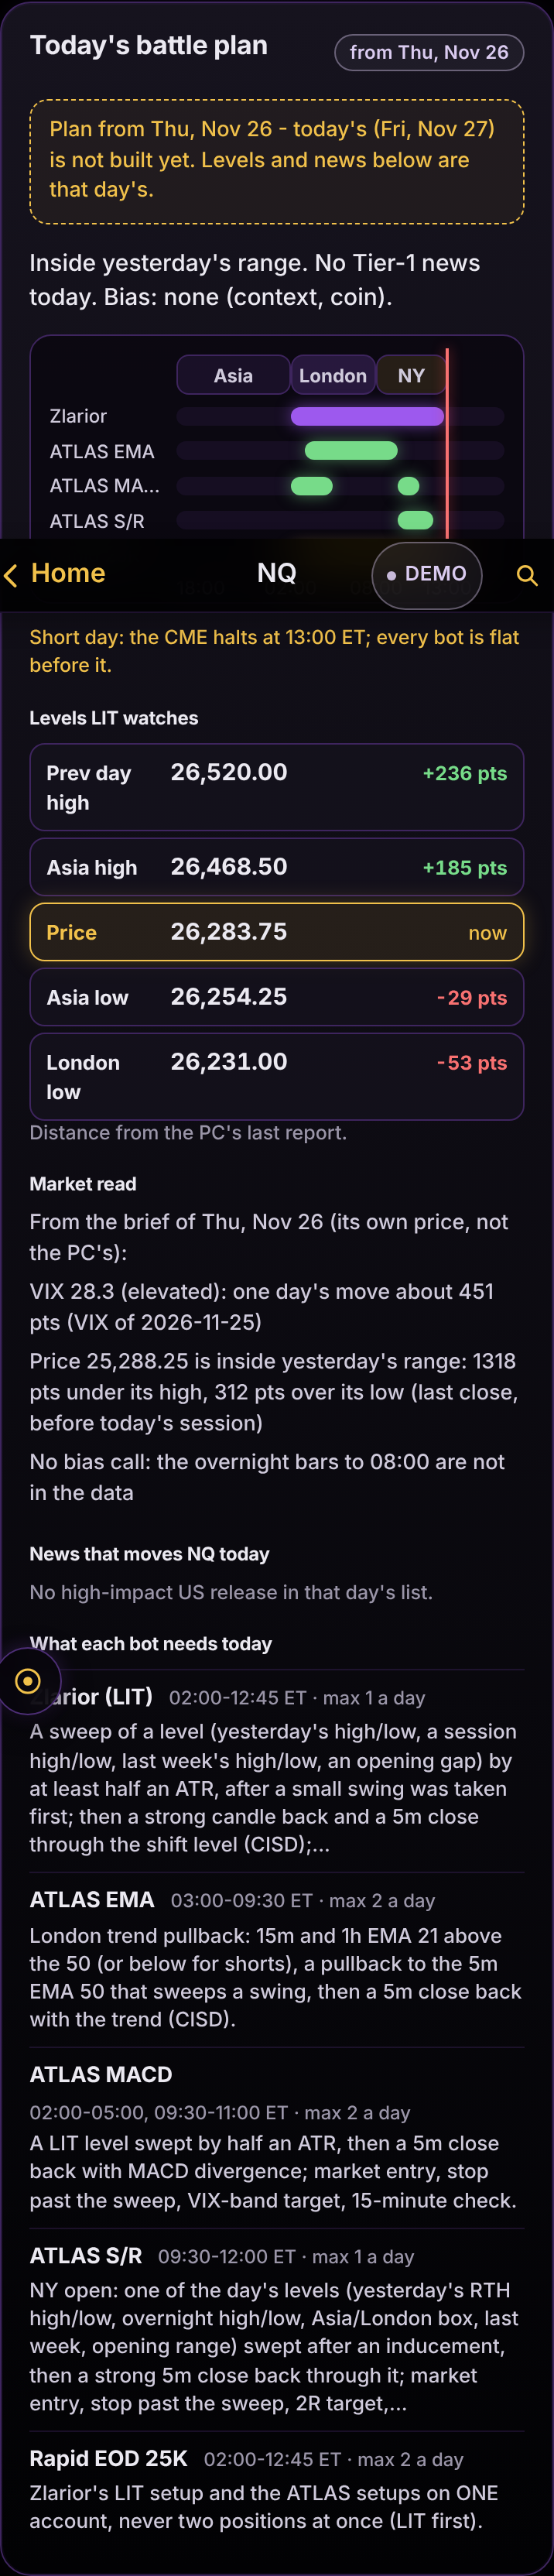 Today's battle plan
from Thu, Nov 26
Plan from Thu, Nov 26 - today's (Fri, Nov 27)
is not built yet. Levels and news below are
that day's.
Inside yesterday's range. No Tier-1 news
today. Bias: none (context, coin).
Asia London NY
Zlarior
ATLAS EMA
ATLAS MA...
ATLAS S/R
Home NQ DEMO
Short day: the CME halts at 13:00 ET; every bot is flat
before it.
Levels LIT watches
Prev day high 26,520.00 +236 pts
Asia high 26,468.50 +185 pts
Price 26,283.75 now
Asia low 26,254.25 -29 pts
London low 26,231.00 -53 pts
Distance from the PC's last report.
Market read
From the brief of Thu, Nov 26 (its own price, not
the PC's):
VIX 28.3 (elevated): one day's move about 451
pts (VIX of 2026-11-25)
Price 25,288.25 is inside yesterday's range: 1318
pts under its high, 312 pts over its low (last close,
before today's session)
No bias call: the overnight bars to 08:00 are not
in the data
News that moves NQ today
No high-impact US release in that day's list.
What each bot needs today
Zlarior (LIT) 02:00-12:45 ET · max 1 a day
A sweep of a level (yesterday's high/low, a session
high/low, last week's high/low, an opening gap) by
at least half an ATR, after a small swing was taken
first; then a strong candle back and a 5m close
through the shift level (CISD);...
ATLAS EMA 03:00-09:30 ET · max 2 a day
London trend pullback: 15m and 1h EMA 21 above
the 50 (or below for shorts), a pullback to the 5m
EMA 50 that sweeps a swing, then a 5m close back
with the trend (CISD).
ATLAS MACD
02:00-05:00, 09:30-11:00 ET · max 2 a day
A LIT level swept by half an ATR, then a 5m close
back with MACD divergence; market entry, stop
past the sweep, VIX-band target, 15-minute check.
ATLAS S/R 09:30-12:00 ET · max 1 a day
NY open: one of the day's levels (yesterday's RTH
high/low, overnight high/low, Asia/London box, last
week, opening range) swept after an inducement,
then a strong 5m close back through it; market
entry, stop past the sweep, 2R target,...
Rapid EOD 25K 02:00-12:45 ET · max 2 a day
Zlarior's LIT setup and the ATLAS setups on ONE
account, never two positions at once (LIT first).